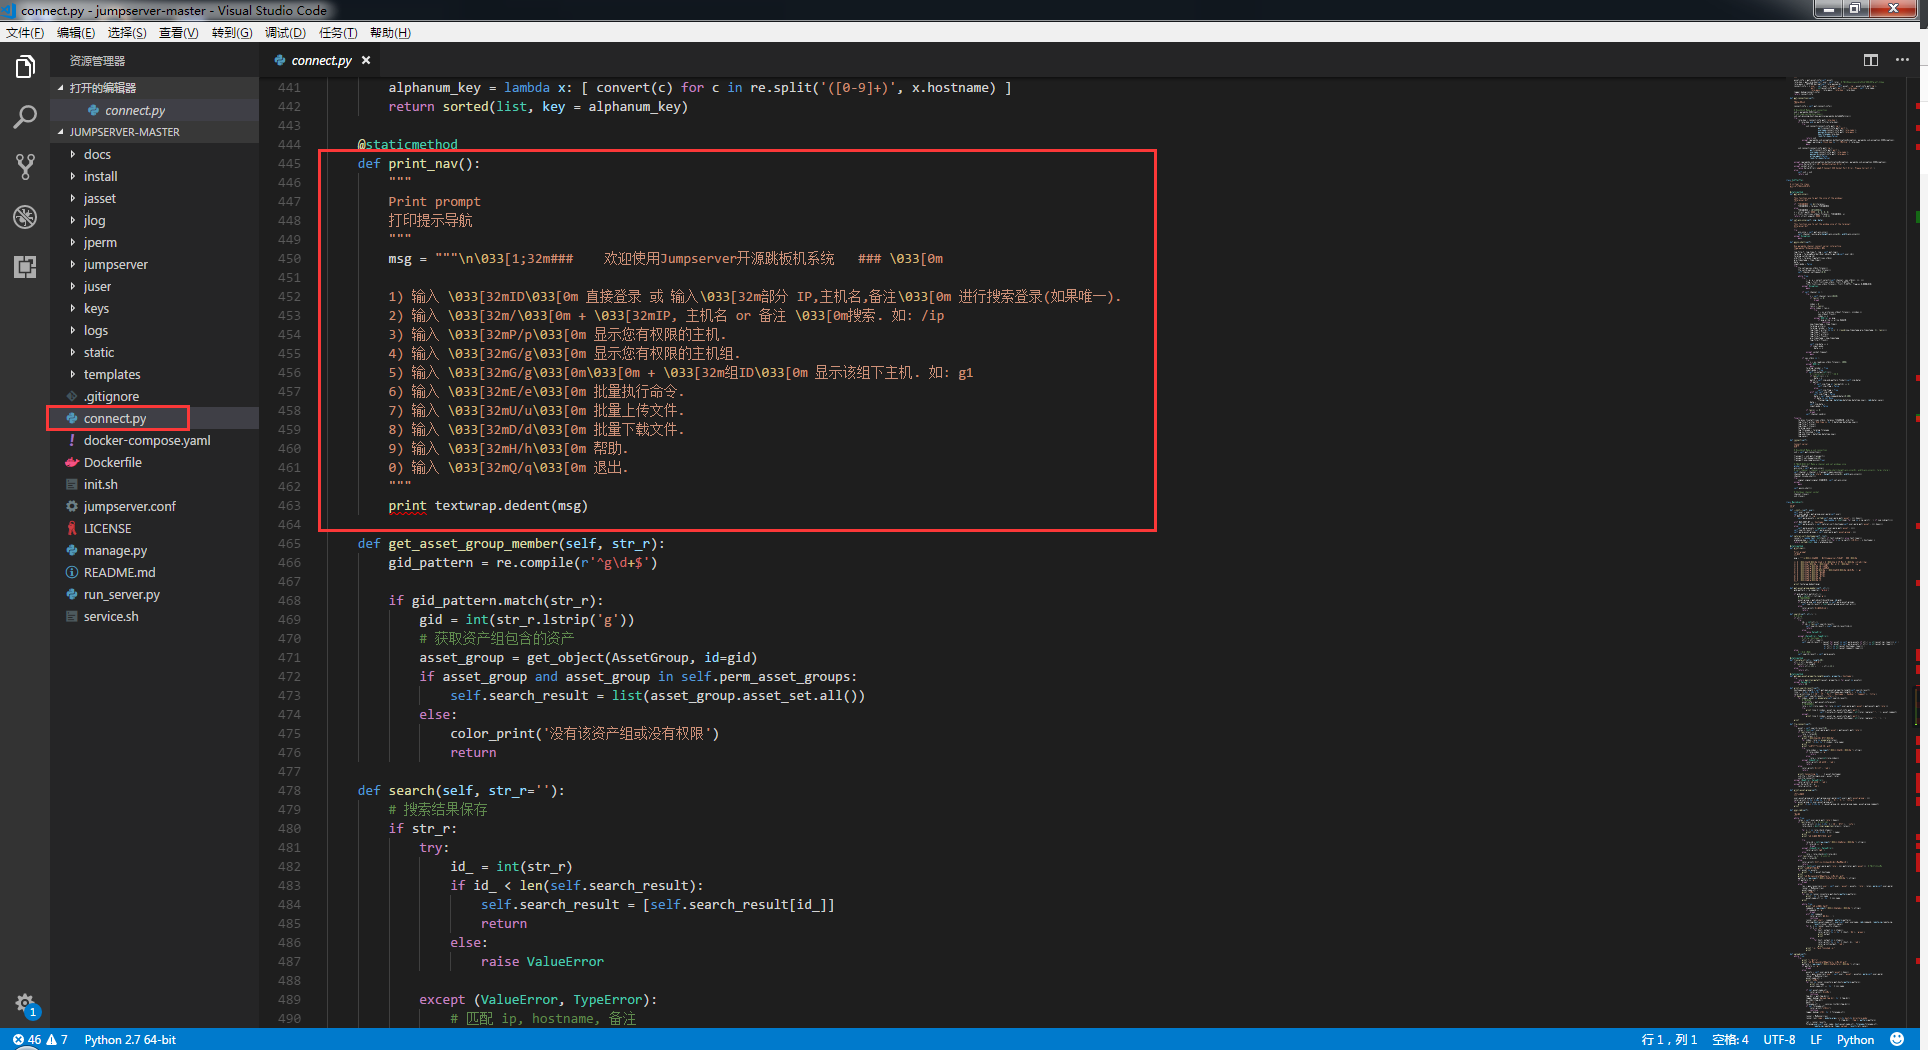 connect.py - jumpserver-master - Visual Studio Code
文件(F) 编辑(E) 选择(S) 查看(V) 转到(G) 调试(D) 任务(T) 帮助(H)
资源管理器
打开的编辑器
connect.py
JUMPSERVER-MASTER
docs
install
jasset
jlog
jperm
jumpserver
juser
keys
logs
static
templates
.gitignore
connect.py
docker-compose.yaml
Dockerfile
init.sh
jumpserver.conf
LICENSE
manage.py
README.md
run_server.py
service.sh
connect.py
441 alphanum_key = lambda x: [ convert(c) for c in re.split('([0-9]+)', x.hostname) ]
442 return sorted(list, key = alphanum_key)
443
444 @staticmethod
445 def print_nav():
446 """
447 Print prompt
448 打印提示导航
449 """
450 msg = """\n\033[1;32m### 欢迎使用Jumpserver开源跳板机系统 ### \033[0m
451
452 1) 输入 \033[32mID\033[0m 直接登录 或 输入\033[32m部分 IP,主机名,备注\033[0m 进行搜索登录(如果唯一).
453 2) 输入 \033[32m/\033[0m + \033[32mIP, 主机名 or 备注 \033[0m搜索. 如: /ip
454 3) 输入 \033[32mP/p\033[0m 显示您有权限的主机.
455 4) 输入 \033[32mG/g\033[0m 显示您有权限的主机组.
456 5) 输入 \033[32mG/g\033[0m\033[0m + \033[32m组ID\033[0m 显示该组下主机. 如: g1
457 6) 输入 \033[32mE/e\033[0m 批量执行命令.
458 7) 输入 \033[32mU/u\033[0m 批量上传文件.
459 8) 输入 \033[32mD/d\033[0m 批量下载文件.
460 9) 输入 \033[32mH/h\033[0m 帮助.
461 0) 输入 \033[32mQ/q\033[0m 退出.
462 """
463 print textwrap.dedent(msg)
464
465 def get_asset_group_member(self, str_r):
466 gid_pattern = re.compile(r'^g\d+$')
467
468 if gid_pattern.match(str_r):
469 gid = int(str_r.lstrip('g'))
470 # 获取资产组包含的资产
471 asset_group = get_object(AssetGroup, id=gid)
472 if asset_group and asset_group in self.perm_asset_groups:
473 self.search_result = list(asset_group.asset_set.all())
474 else:
475 color_print('没有该资产组或没有权限')
476 return
477
478 def search(self, str_r=''):
479 # 搜索结果保存
480 if str_r:
481 try:
482 id_ = int(str_r)
483 if id_ < len(self.search_result):
484 self.search_result = [self.search_result[id_]]
485 return
486 else:
487 raise ValueError
488
489 except (ValueError, TypeError):
490 # 匹配 ip, hostname, 备注
1
46 7 Python 2.7 64-bit 行 1，列 1 空格: 4 UTF-8 LF Python